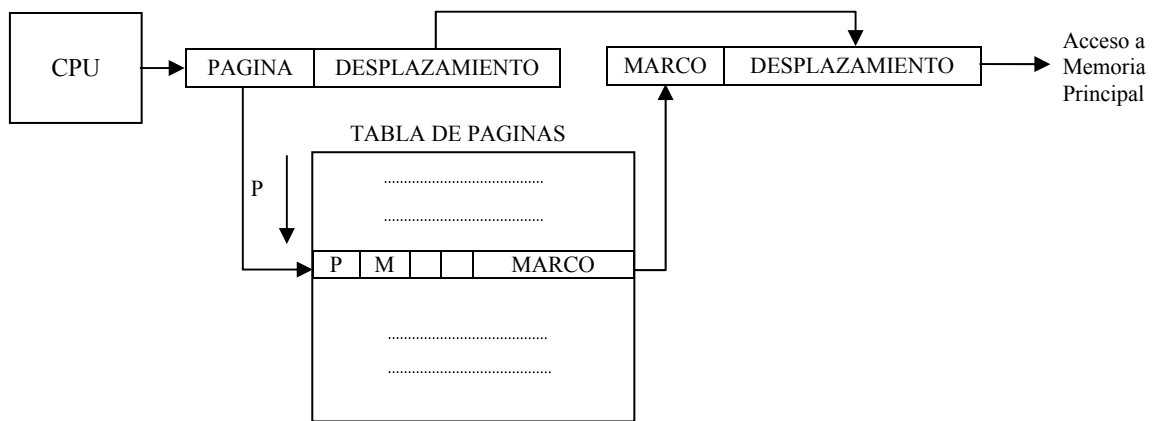 CPU
PAGINA DESPLAZAMIENTO
MARCO DESPLAZAMIENTO
Acceso a
Memoria
Principal
TABLA DE PAGINAS
P
P M MARCO